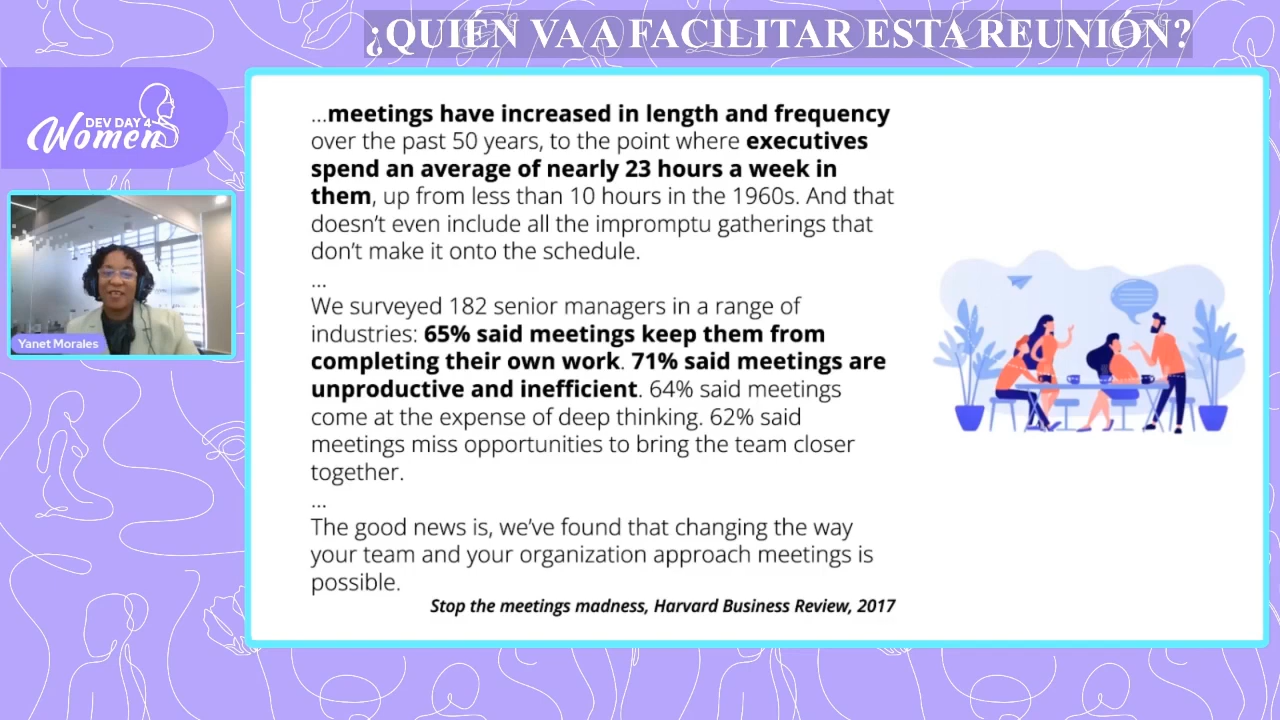 ¿QUIÉN VA A FACILITAR ESTA REUNIÓN?
DEV DAY 4
Women
Yanet Morales
...meetings have increased in length and frequency
over the past 50 years, to the point where executives
spend an average of nearly 23 hours a week in
them, up from less than 10 hours in the 1960s. And that
doesn’t even include all the impromptu gatherings that
don’t make it onto the schedule.
...
We surveyed 182 senior managers in a range of
industries: 65% said meetings keep them from
completing their own work. 71% said meetings are
unproductive and inefficient. 64% said meetings
come at the expense of deep thinking. 62% said
meetings miss opportunities to bring the team closer
together.
...
The good news is, we’ve found that changing the way
your team and your organization approach meetings is
possible.
Stop the meetings madness, Harvard Business Review, 2017